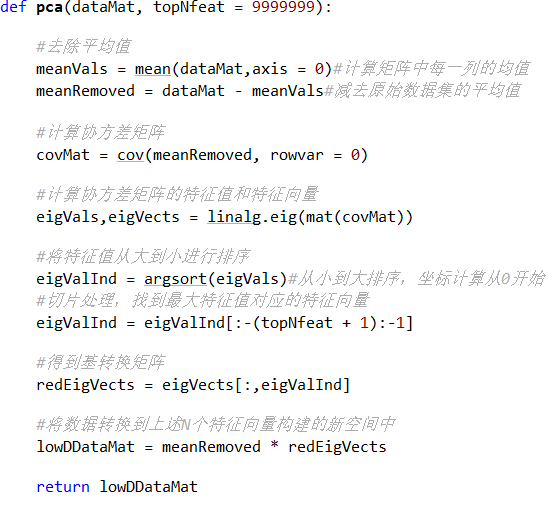 def pca(dataMat, topNfeat = 9999999):
#去除平均值
meanVals = mean(dataMat,axis = 0)#计算矩阵中每一列的均值
meanRemoved = dataMat - meanVals#减去原始数据集的平均值
#计算协方差矩阵
covMat = cov(meanRemoved, rowvar = 0)
#计算协方差矩阵的特征值和特征向量
eigVals,eigVects = linalg.eig(mat(covMat))
#将特征值从大到小进行排序
eigValInd = argsort(eigVals)#从小到大排序，坐标计算从0开始
#切片处理，找到最大特征值对应的特征向量
eigValInd = eigValInd[:-(topNfeat + 1):-1]
#得到基转换矩阵
redEigVects = eigVects[:,eigValInd]
#将数据转换到上述N个特征向量构建的新空间中
lowDDataMat = meanRemoved * redEigVects
return lowDDataMat